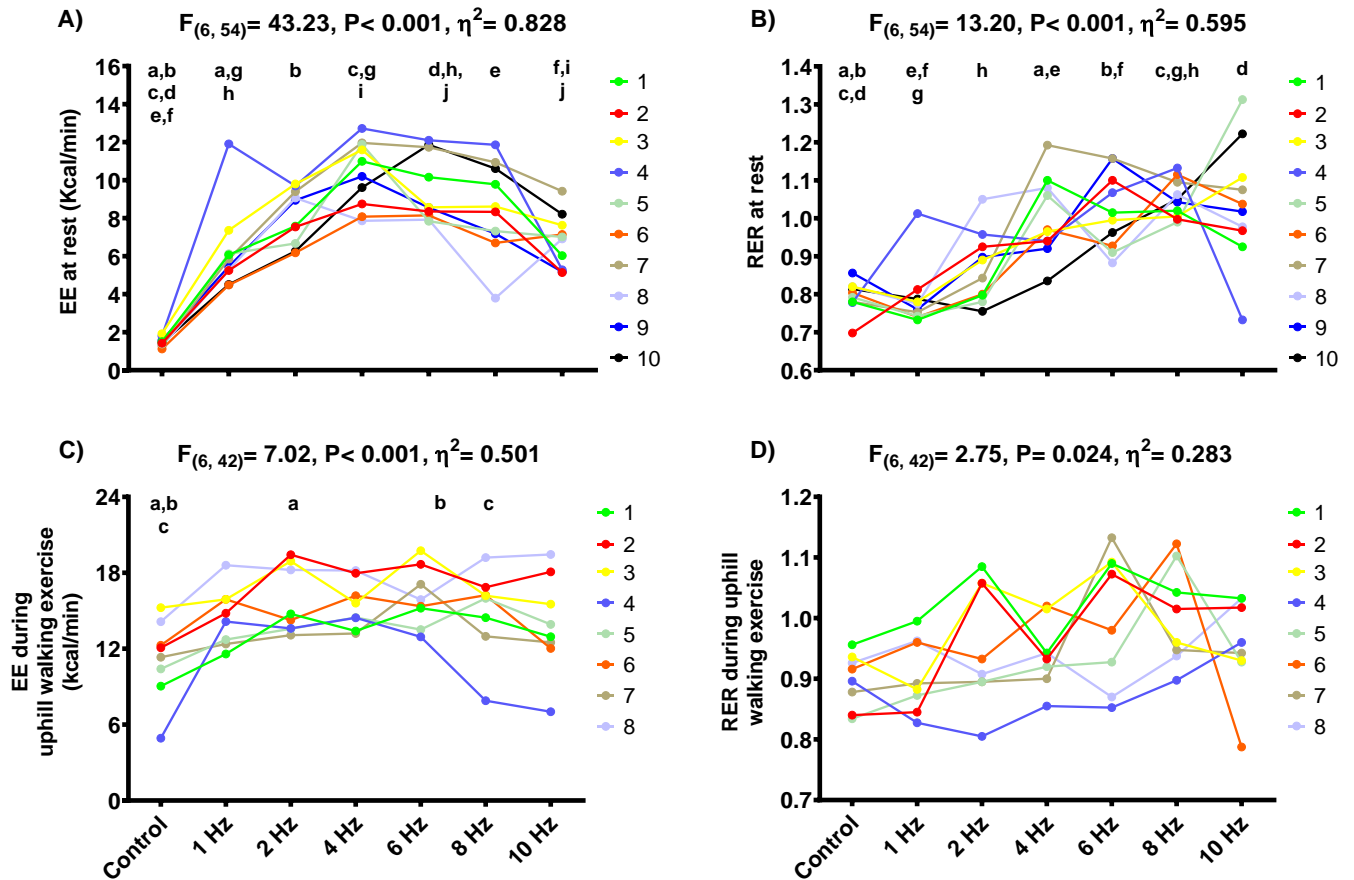 A) F(6, 54)= 43.23, P< 0.001, η2= 0.828
EE at rest (Kcal/min)
16
14
12
10
8
6
4
2
0
a,b
c,d
e,f
a,g
h
b
c,g
i
d,h,
j
e
f,i
j
1
2
3
4
5
6
7
8
9
10
B) F(6, 54)= 13.20, P< 0.001, η2= 0.595
RER at rest
1.4
1.3
1.2
1.1
1.0
0.9
0.8
0.7
0.6
a,b
c,d
e,f
g
h
a,e
b,f
c,g,h
d
1
2
3
4
5
6
7
8
9
10
C) F(6, 42)= 7.02, P< 0.001, η2= 0.501
EE during
uphill walking exercise
(kcal/min)
24
18
12
6
0
a,b
c
a
b
c
1
2
3
4
5
6
7
8
Control
1 Hz
2 Hz
4 Hz
6 Hz
8 Hz
10 Hz
D) F(6, 42)= 2.75, P= 0.024, η2= 0.283
RER during uphill
walking exercise
1.2
1.1
1.0
0.9
0.8
0.7
1
2
3
4
5
6
7
8
Control
1 Hz
2 Hz
4 Hz
6 Hz
8 Hz
10 Hz